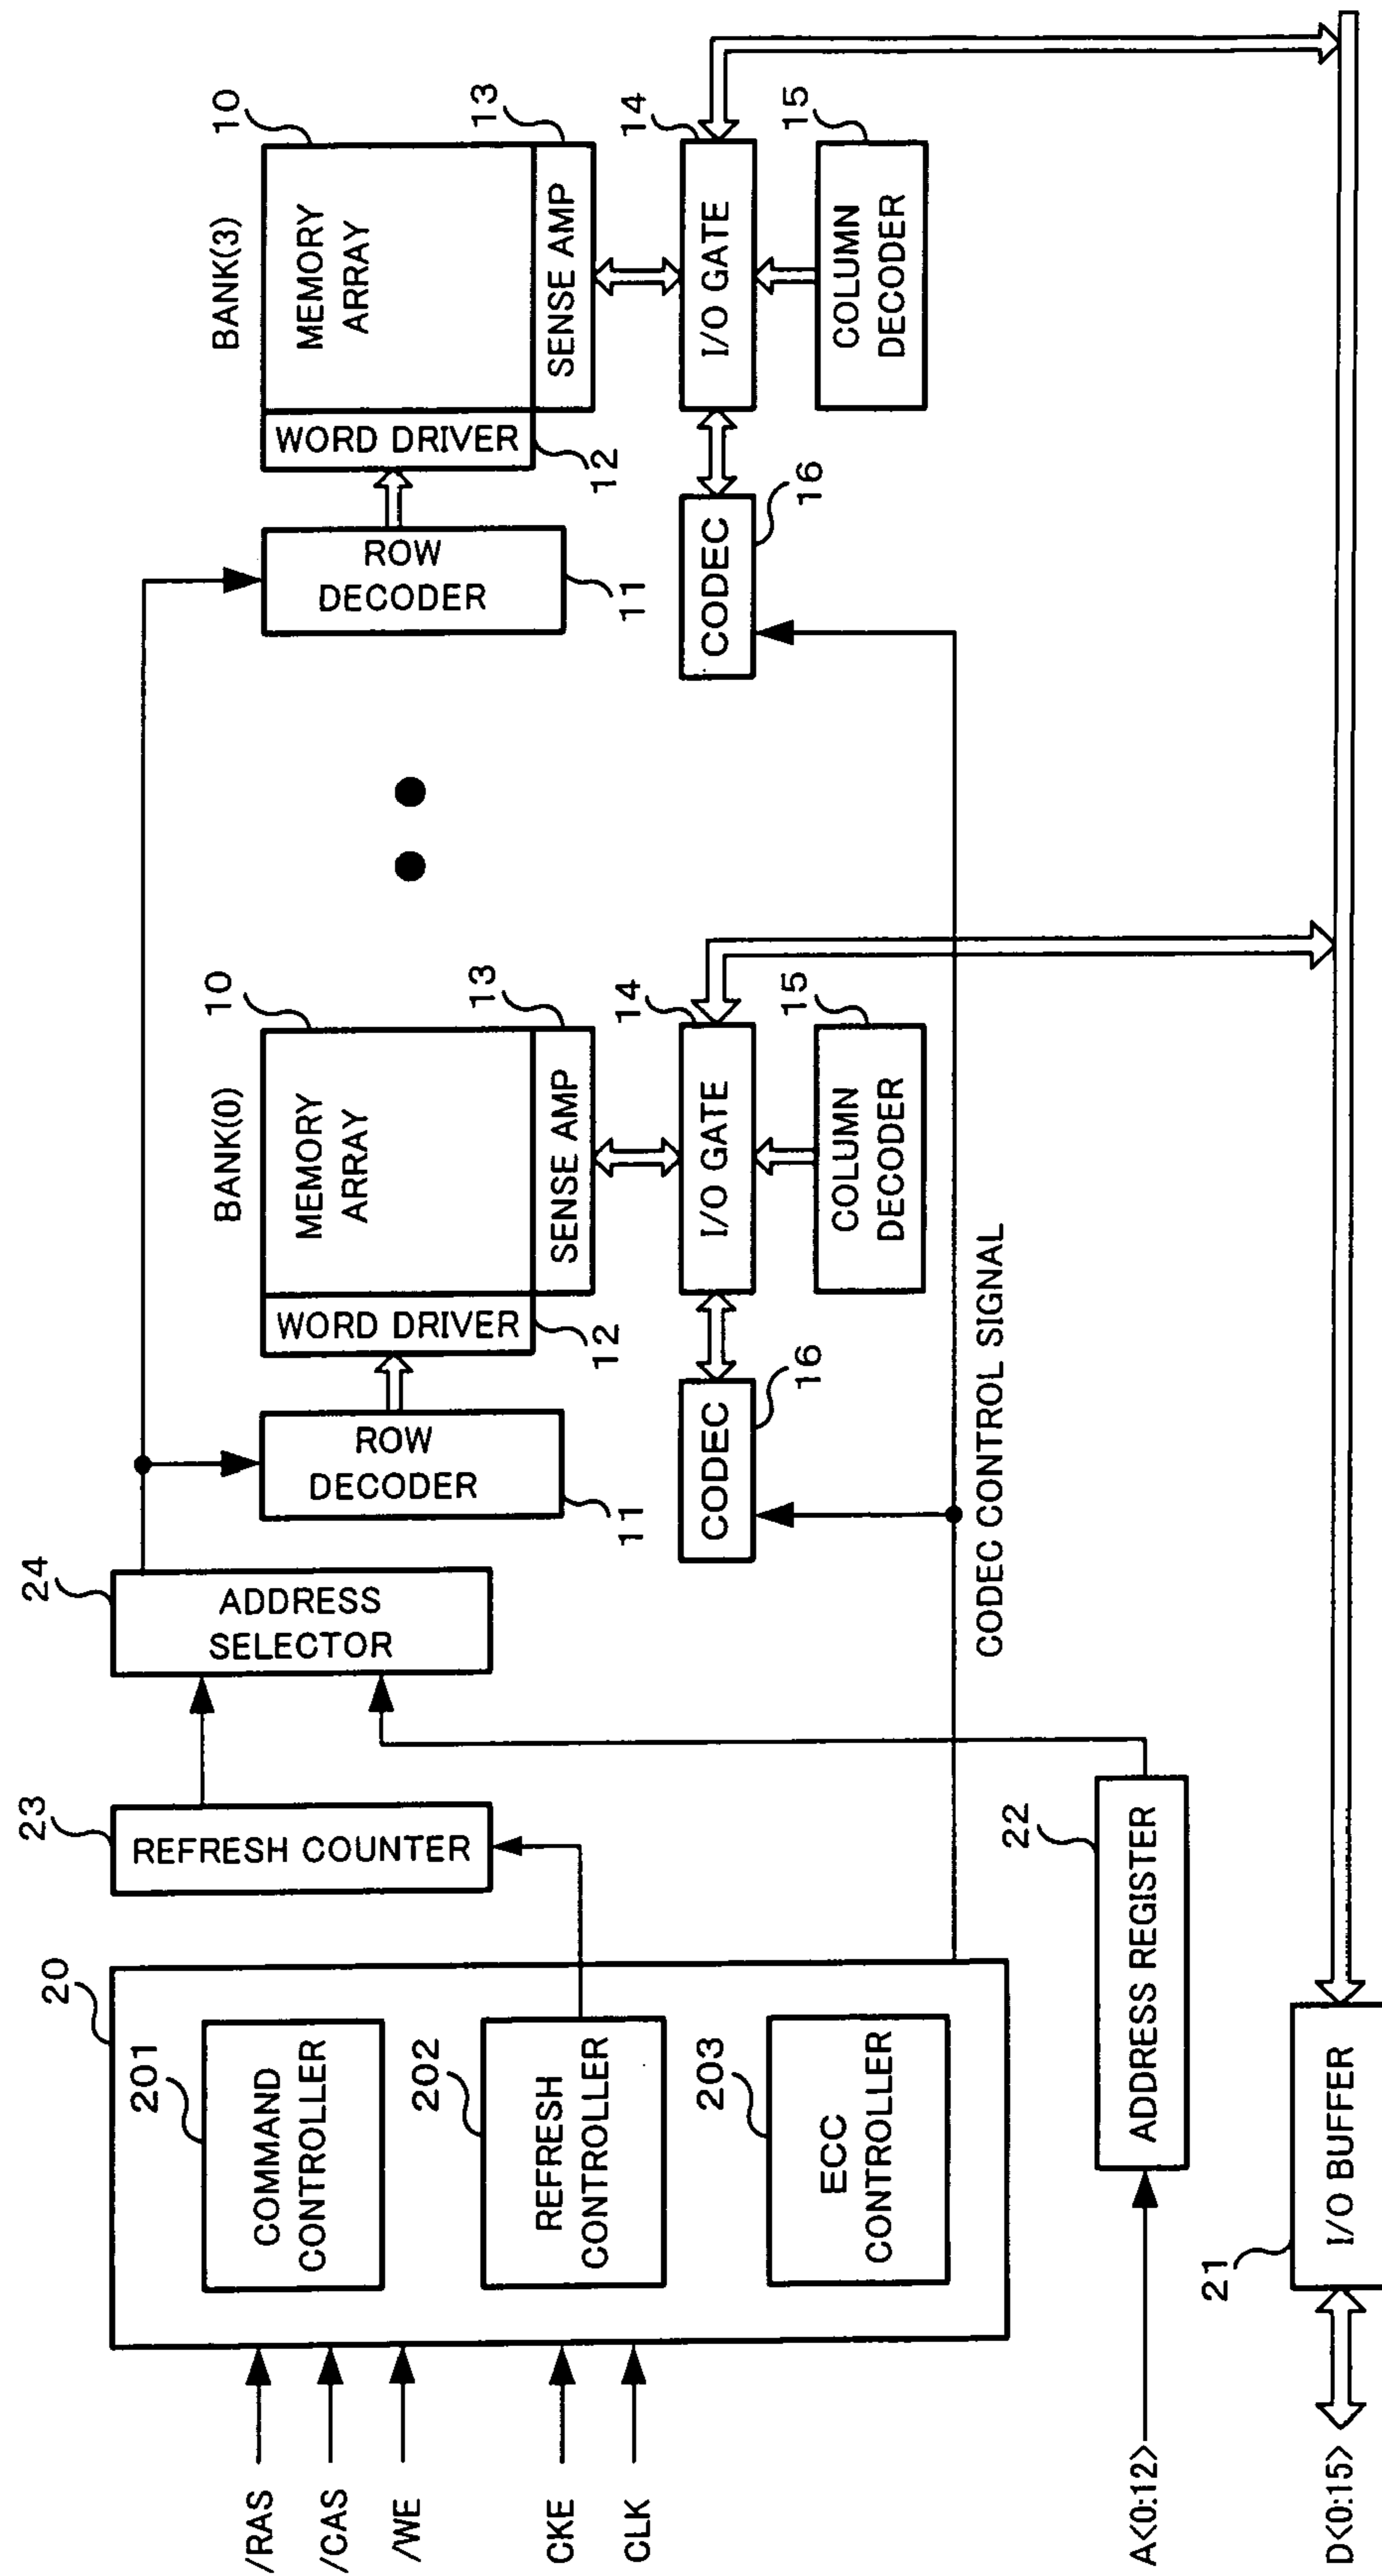 /RAS
/CAS
/WE
CKE
CLK
A<0:12>
D<0:15>
20
201
COMMAND
CONTROLLER
202
REFRESH
CONTROLLER
203
ECC
CONTROLLER
23
REFRESH COUNTER
24
ADDRESS
SELECTOR
22
ADDRESS REGISTER
21
I/O BUFFER
CODEC CONTROL SIGNAL
BANK(0)
10
MEMORY
ARRAY
WORD DRIVER
12
SENSE AMP
13
ROW
DECODER
11
I/O GATE
14
CODEC
16
COLUMN
DECODER
15
BANK(3)
10
MEMORY
ARRAY
WORD DRIVER
12
SENSE AMP
13
ROW
DECODER
11
I/O GATE
14
CODEC
16
COLUMN
DECODER
15